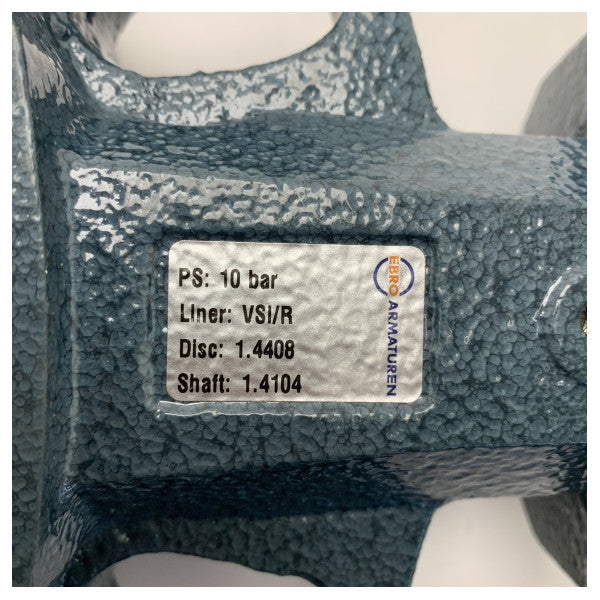 PS: 10 bar
Liner: VSI/R
Disc: 1.4408
Shaft: 1.4104
EBRO ARMATUREN